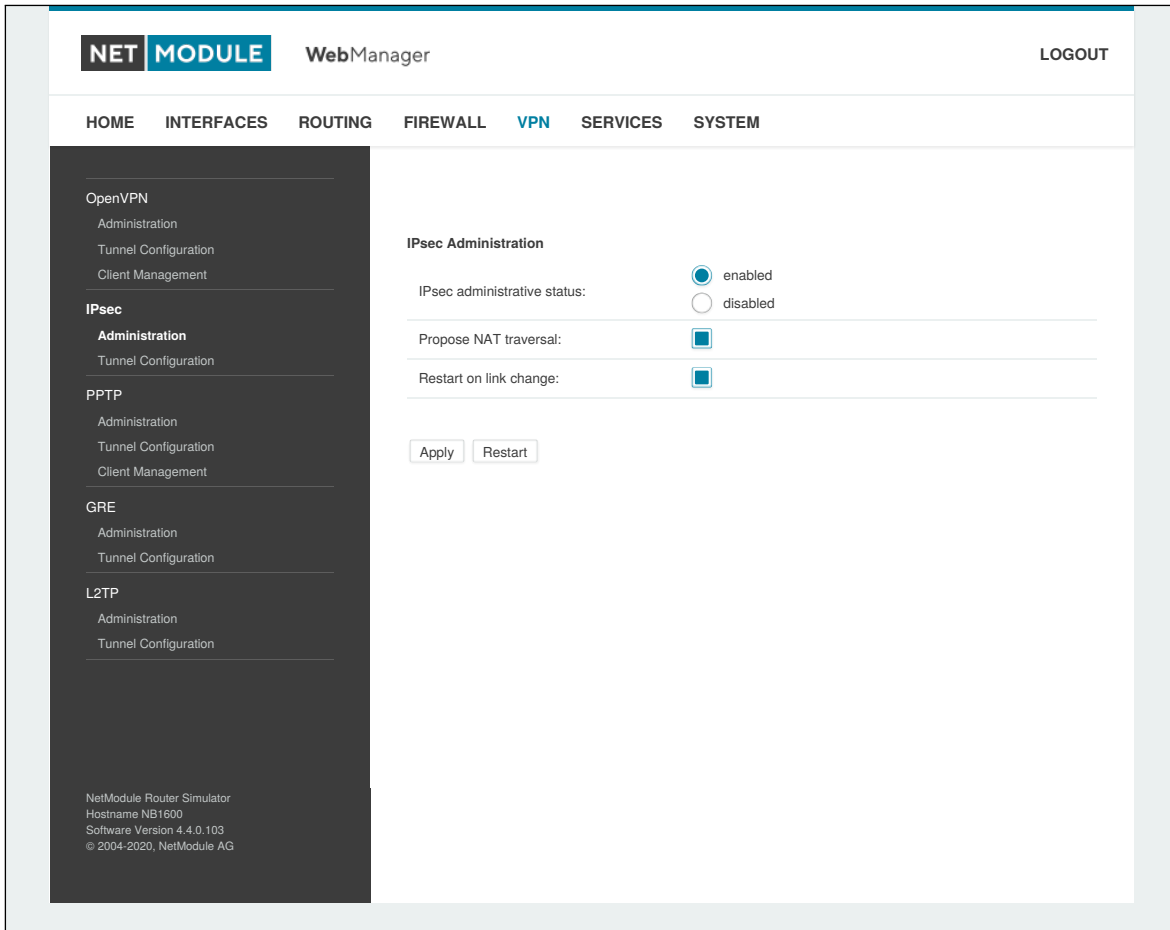 NET MODULE WebManager LOGOUT
HOME INTERFACES ROUTING FIREWALL VPN SERVICES SYSTEM
OpenVPN
Administration
Tunnel Configuration
Client Management
IPsec
Administration
Tunnel Configuration
PPTP
Administration
Tunnel Configuration
Client Management
GRE
Administration
Tunnel Configuration
L2TP
Administration
Tunnel Configuration
NetModule Router Simulator
Hostname NB1600
Software Version 4.4.0.103
© 2004-2020, NetModule AG
IPsec Administration
IPsec administrative status:
enabled
disabled
Propose NAT traversal:
Restart on link change:
Apply Restart